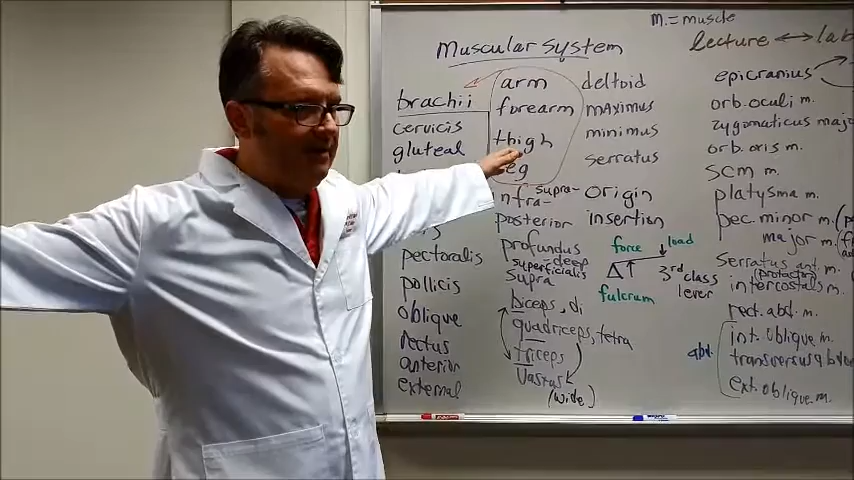 m. = muscle
Muscular System
Lecture ↔ lab
brachii
cervicis
gluteal
pectoralis
pollicis
oblique
rectus
anterior
external
arm
forearm
thigh
leg
infra- supra-
posterior
profundus
superficialis
supra
biceps, di
quadriceps, tetra
triceps
vastus
(wide)
deltoid
maximus
minimus
serratus
Origin
insertion
force load
3rd class
lever
fulcrum
epicranius
orb. oculi m.
zygomaticus majo
orb. oris m.
SCM m.
platysma m.
pec. minor m.
major m.
serratus ant. m.
(protactor)
intercostals m.
rect. abd. m.
int. oblique m.
abd. transversus
ext. oblique m.